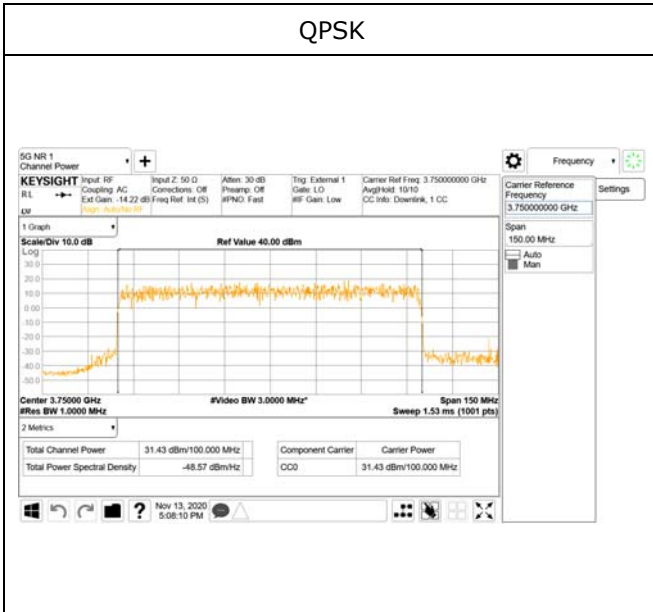 QPSK
5G NR 1
Channel Power
+
Frequency
KEYSIGHT Input: RF Input Z: 50 Ω Atten: 30 dB Trig: External 1 Carrier Ref Freq: 3.750000000 GHz
RL Coupling: AC Corrections: Off Preamp: Off Gate: LO Avg|Hold: 10/10
Ext Gain: -14.22 dB Freq Ref: Int (S) #PNO: Fast #IF Gain: Low CC Info: Downlink, 1 CC
Align: Auto/No RF
Carrier Reference
Frequency
3.750000000 GHz
Settings
Span
150.00 MHz
Auto
Man
1 Graph
Scale/Div 10.0 dB Ref Value 40.00 dBm
Log
30.0
20.0
10.0
0.00
-10.0
-20.0
-30.0
-40.0
-50.0
Center 3.75000 GHz #Video BW 3.0000 MHz* Span 150 MHz
#Res BW 1.0000 MHz Sweep 1.53 ms (1001 pts)
2 Metrics
Total Channel Power 31.43 dBm/100.000 MHz Component Carrier Carrier Power
Total Power Spectral Density -48.57 dBm/Hz CC0 31.43 dBm/100.000 MHz
? Nov 13, 2020
5:08:10 PM